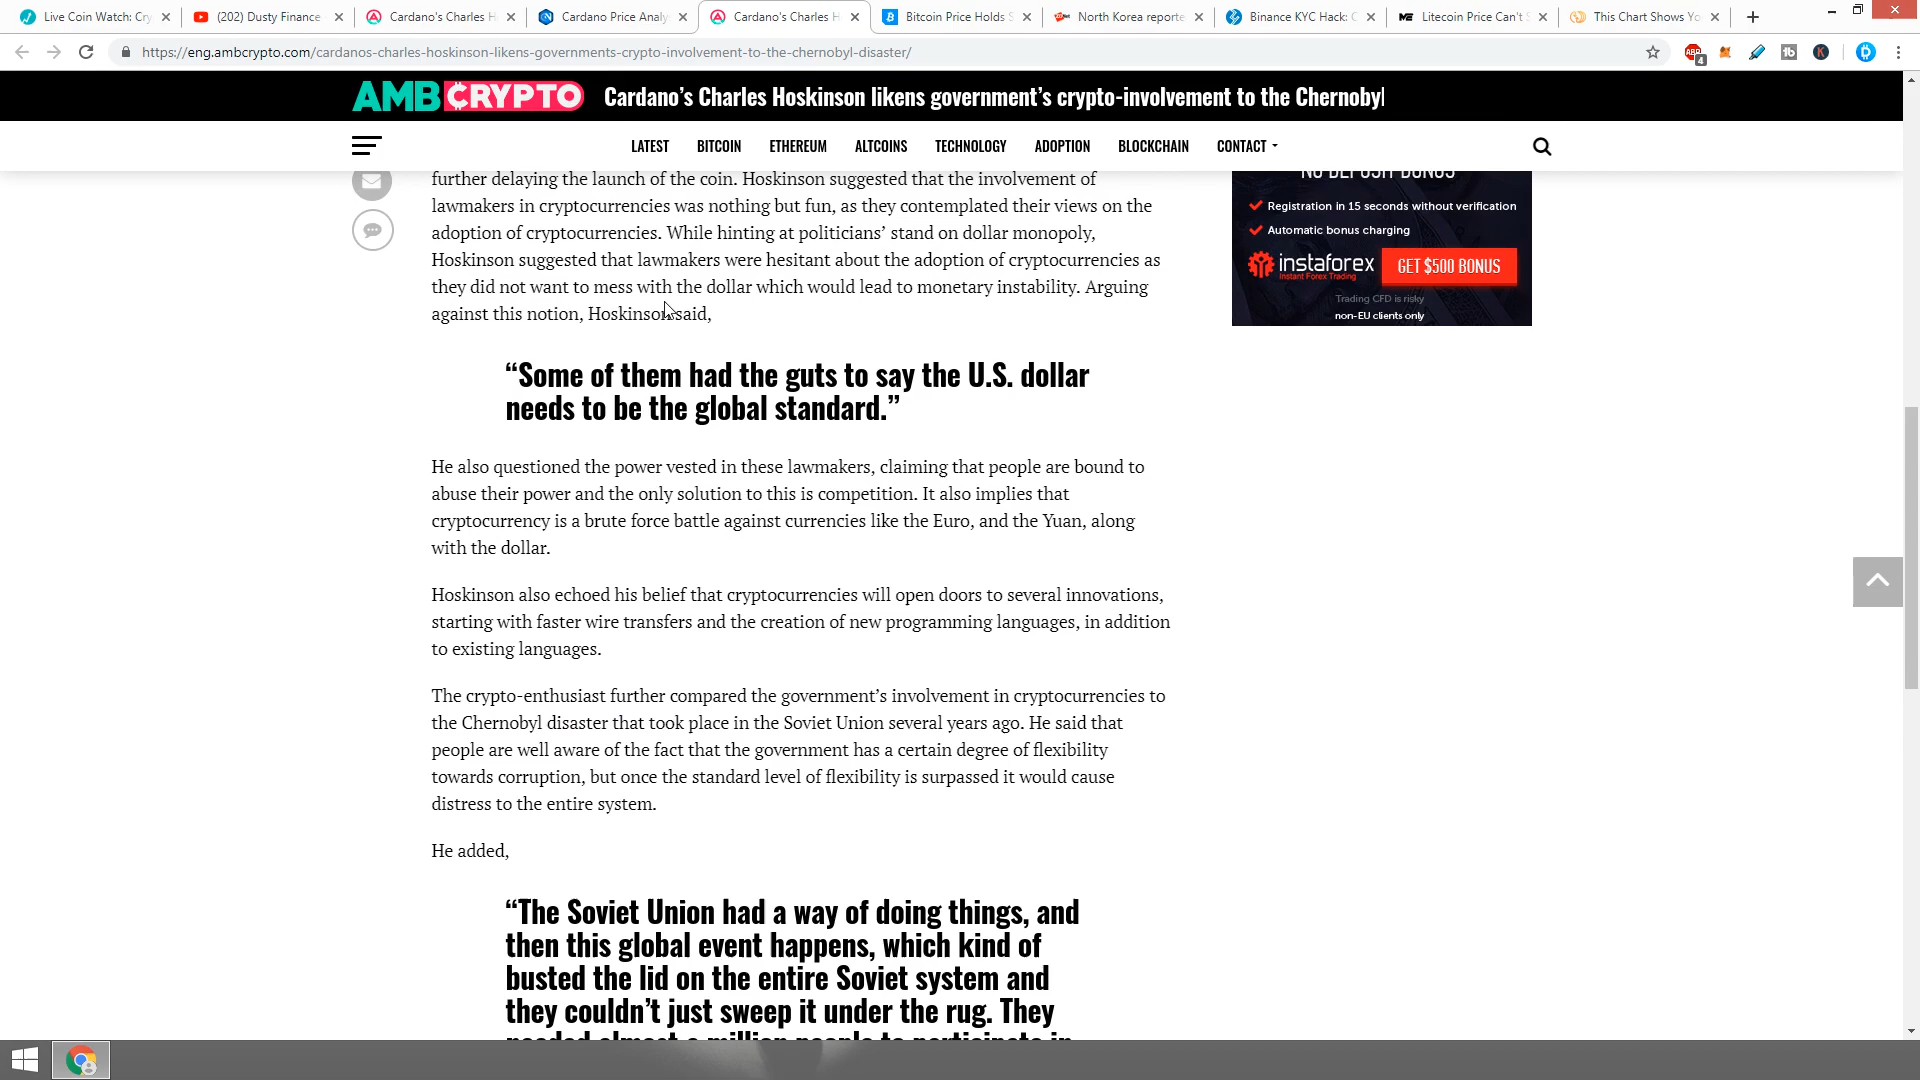 Live Coin Watch: Cry
(202) Dusty Finance
Cardano's Charles H
Cardano Price Analy
Cardano's Charles H
Bitcoin Price Holds S
North Korea reporte
Binance KYC Hack: C
Litecoin Price Can't S
This Chart Shows Yo
https://eng.ambcrypto.com/cardanos-charles-hoskinson-likens-governments-crypto-involvement-to-the-chernobyl-disaster/
ABP
4
AMBCRYPTO
Cardano’s Charles Hoskinson likens government’s crypto-involvement to the Chernobyl
LATEST BITCOIN ETHEREUM ALTCOINS TECHNOLOGY ADOPTION BLOCKCHAIN CONTACT
further delaying the launch of the coin. Hoskinson suggested that the involvement of
lawmakers in cryptocurrencies was nothing but fun, as they contemplated their views on the
adoption of cryptocurrencies. While hinting at politicians’ stand on dollar monopoly,
Hoskinson suggested that lawmakers were hesitant about the adoption of cryptocurrencies as
they did not want to mess with the dollar which would lead to monetary instability. Arguing
against this notion, Hoskinson said,
“Some of them had the guts to say the U.S. dollar
needs to be the global standard.”
He also questioned the power vested in these lawmakers, claiming that people are bound to
abuse their power and the only solution to this is competition. It also implies that
cryptocurrency is a brute force battle against currencies like the Euro, and the Yuan, along
with the dollar.
Hoskinson also echoed his belief that cryptocurrencies will open doors to several innovations,
starting with faster wire transfers and the creation of new programming languages, in addition
to existing languages.
The crypto-enthusiast further compared the government’s involvement in cryptocurrencies to
the Chernobyl disaster that took place in the Soviet Union several years ago. He said that
people are well aware of the fact that the government has a certain degree of flexibility
towards corruption, but once the standard level of flexibility is surpassed it would cause
distress to the entire system.
He added,
“The Soviet Union had a way of doing things, and
then this global event happens, which kind of
busted the lid on the entire Soviet system and
they couldn’t just sweep it under the rug. They
needed almost a million people to participate in
NO DEPOSIT BONUS
Registration in 15 seconds without verification
Automatic bonus charging
instaforex
Instant Forex Trading
GET $500 BONUS
Trading CFD is risky
non-EU clients only